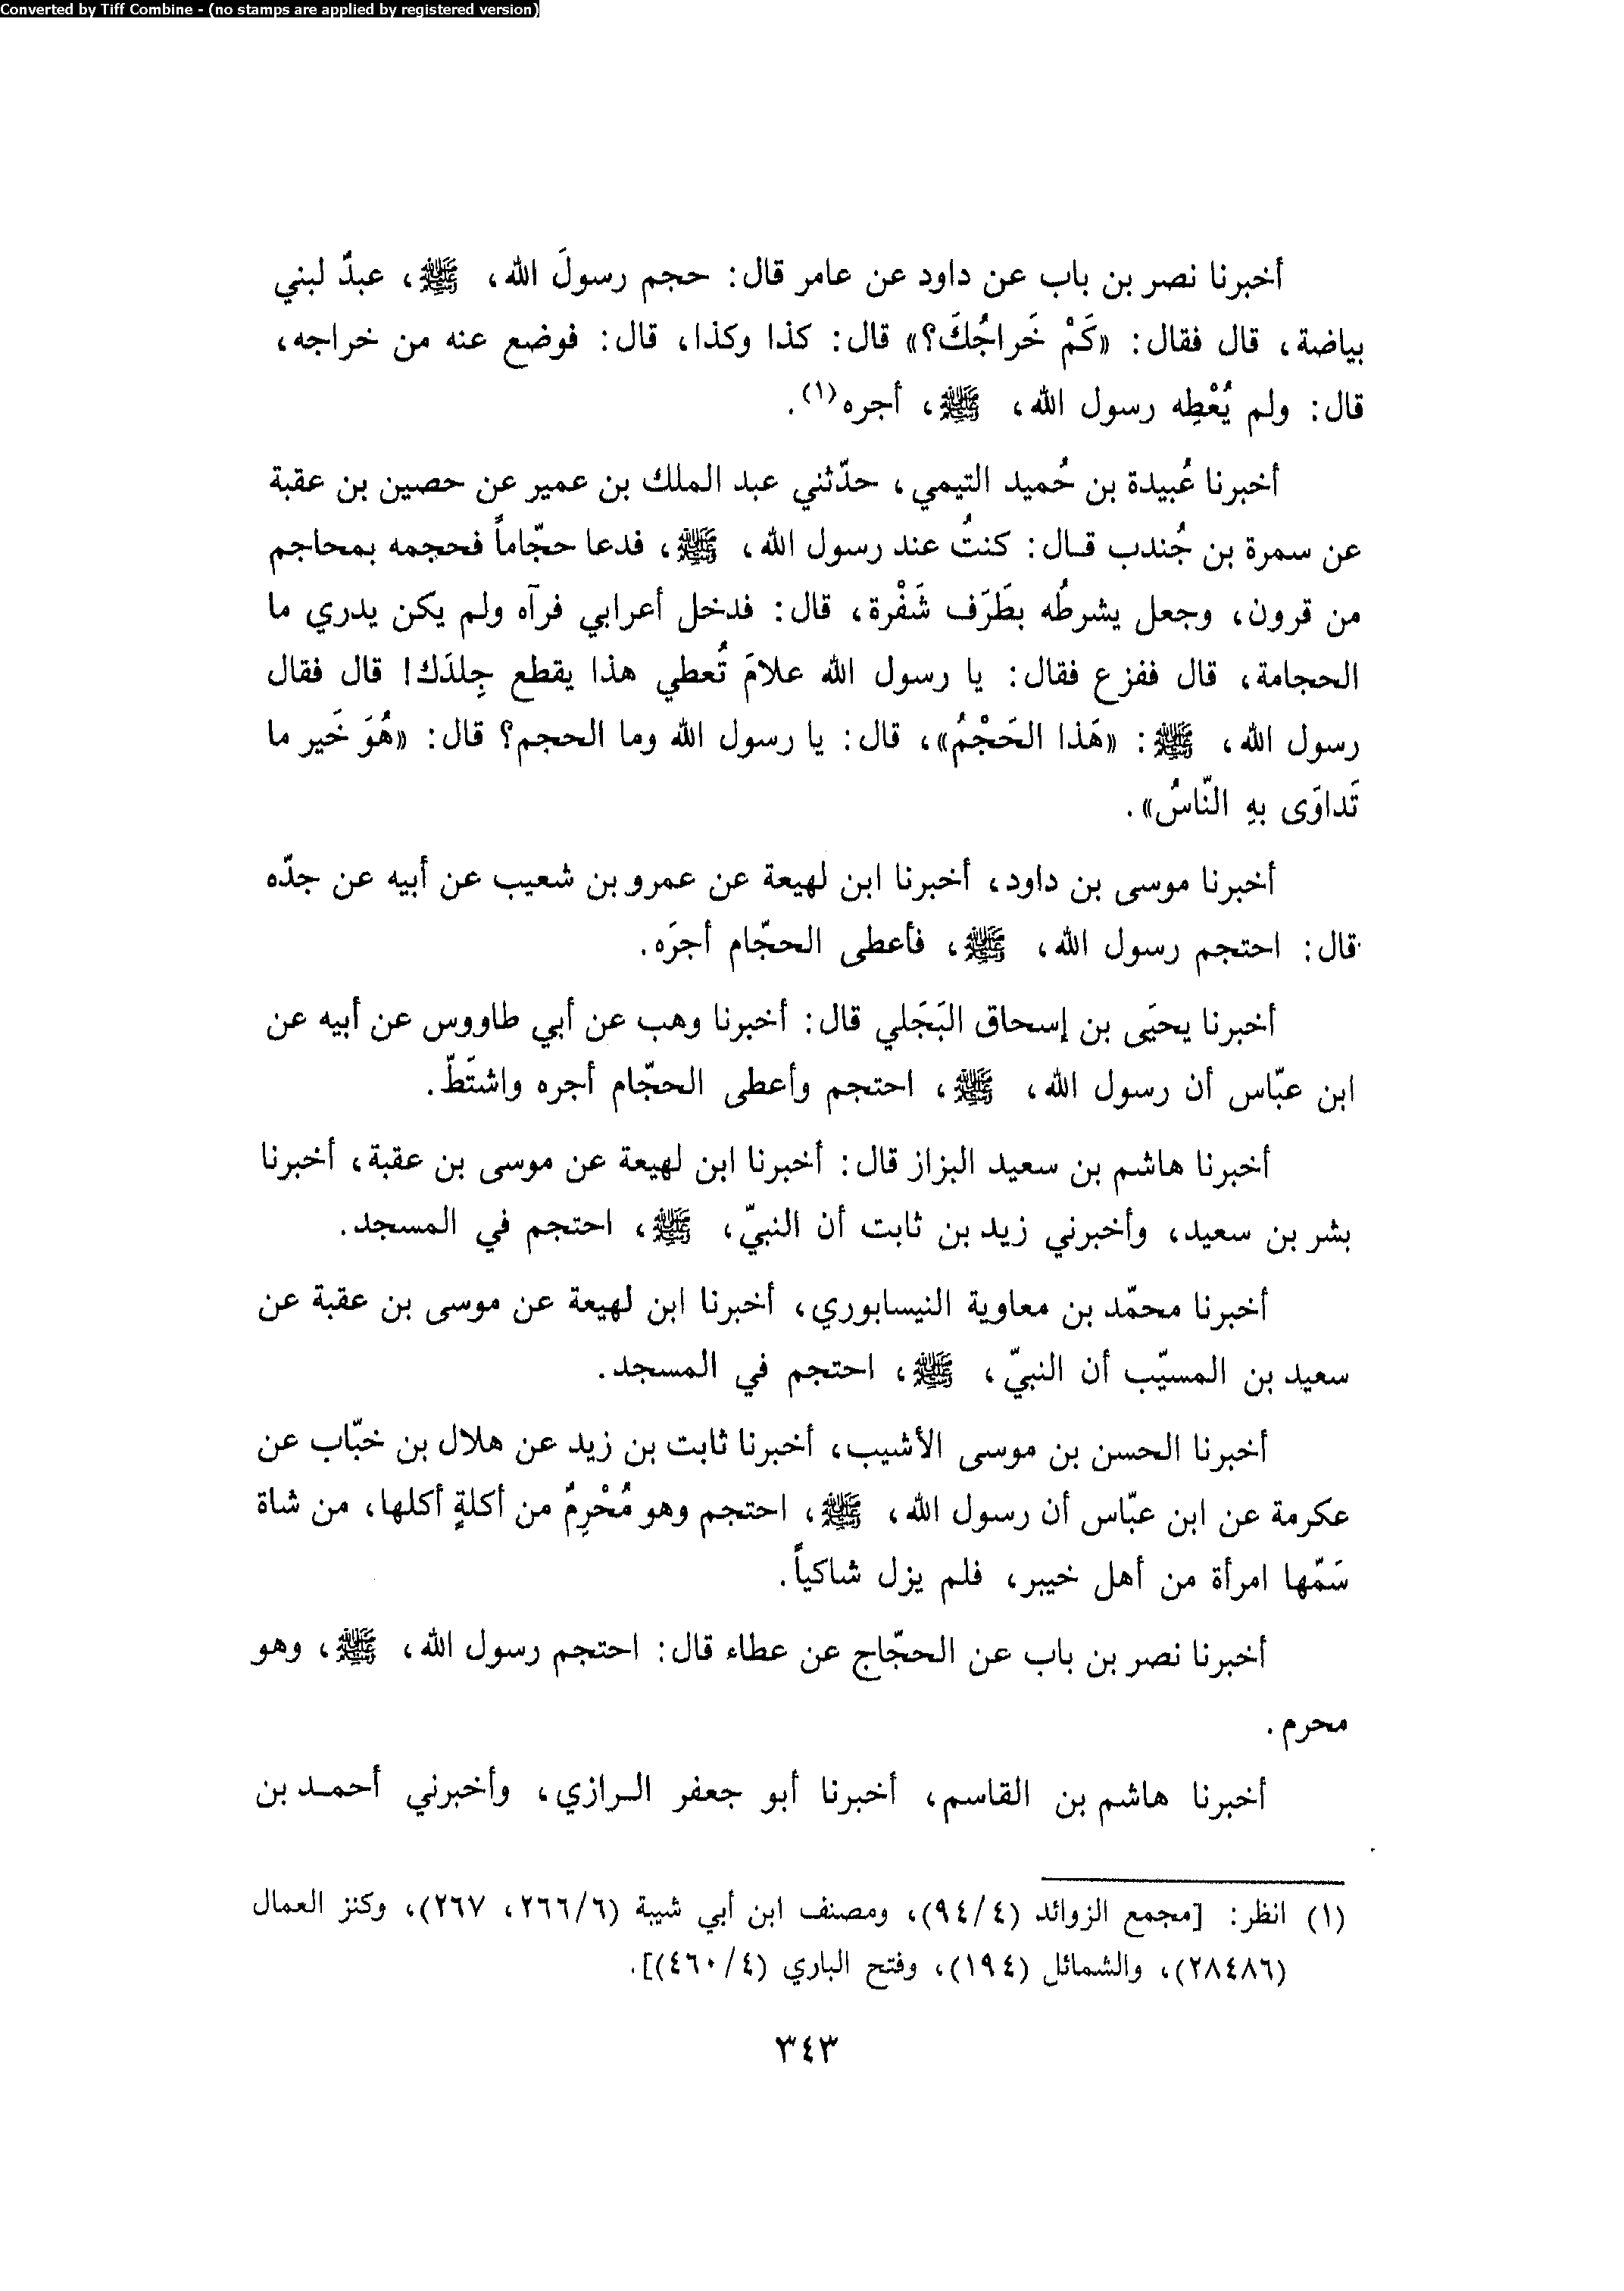 Converted by Tiff Combine - (no stamps are applied by registered version)
أخبرنا نصر بن باب عن داود عن عامر قال: حجم رسولَ الله، ﷺ، عبدٌ لبني
بياضة، قال فقال: «كَمْ خَراجُكَ؟» قال: كذا وكذا، قال: فوضع عنه من خراجه،
قال: ولم يُعْطِه رسول الله، ﷺ، أجره(١).
أخبرنا عُبيدة بن حُميد التيمي، حدّثني عبد الملك بن عمير عن حصين بن عقبة
عن سمرة بن جُندب قال: كنتُ عند رسول الله، ﷺ، فدعا حجّاماً فحجمه بمحاجم
من قرون، وجعل يشرطُه بطَرَف شَفْرة، قال: فدخل أعرابي فرآه ولم يكن يدري ما
الحجامة، قال ففزع فقال: يا رسول الله علامَ تُعطي هذا يقطع جِلدَك! قال فقال
رسول الله، ﷺ: «هَذا الحَجْمُ»، قال: يا رسول الله وما الحجم؟ قال: «هُوَ خَير ما
تَداوَى بهِ النّاسُ».
أخبرنا موسى بن داود، أخبرنا ابن لهيعة عن عمرو بن شعيب عن أبيه عن جدّه
قال: احتجم رسول الله، ﷺ، فأعطى الحجّام أجرَه.
أخبرنا يحيَى بن إسحاق البَجَلي قال: أخبرنا وهب عن أبي طاووس عن أبيه عن
ابن عبّاس أن رسول الله، ﷺ، احتجم وأعطى الحجّام أجره واشتَطّ.
أخبرنا هاشم بن سعيد البزاز قال: أخبرنا ابن لهيعة عن موسى بن عقبة، أخبرنا
بشر بن سعيد، وأخبرني زيد بن ثابت أن النبيّ، ﷺ، احتجم في المسجد.
أخبرنا محمّد بن معاوية النيسابوري، أخبرنا ابن لهيعة عن موسى بن عقبة عن
سعيد بن المسيّب أن النبيّ، ﷺ، احتجم في المسجد.
أخبرنا الحسن بن موسى الأشيب، أخبرنا ثابت بن زيد عن هلال بن خبّاب عن
عكرمة عن ابن عبّاس أن رسول الله، ﷺ، احتجم وهو مُحْرِمٌ من أكلةٍ أكلها، من شاة
سَمّها امرأة من أهل خيبر، فلم يزل شاكياً.
أخبرنا نصر بن باب عن الحجّاج عن عطاء قال: احتجم رسول الله، ﷺ، وهو
محرم.
أخبرنا هاشم بن القاسم، أخبرنا أبو جعفر الرازي، وأخبرني أحمد بن
(١) انظر: [مجمع الزوائد (٩٤/٤)، ومصنف ابن أبي شيبة (٢٦٦/٦، ٢٦٧)، وكنز العمال
(٢٨٤٨٦)، والشمائل (١٩٤)، وفتح الباري (٤٦٠/٤)].
٣٤٣